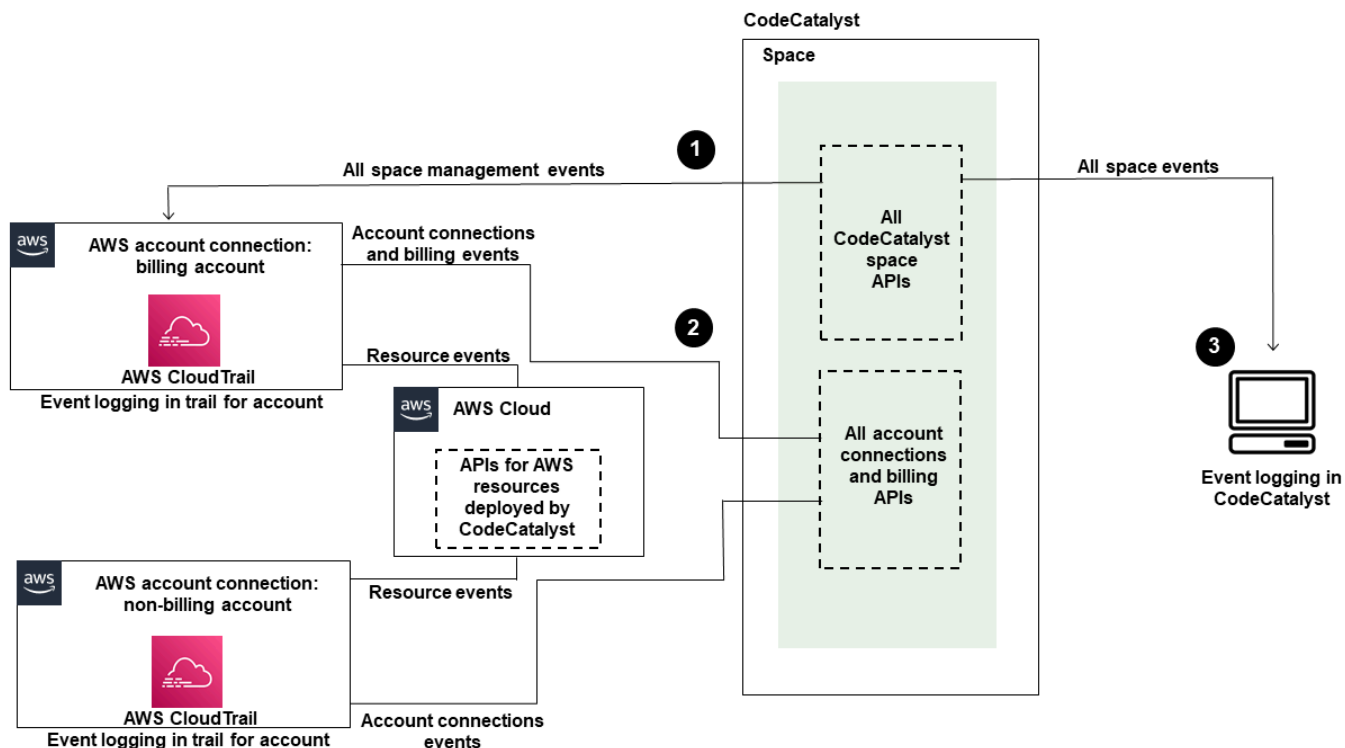 CodeCatalyst
Space
1
All space management events
All space events
All
CodeCatalyst
space
APIs
aws
AWS account connection:
billing account
AWS CloudTrail
Event logging in trail for account
Account connections
and billing events
2
Resource events
3
Event logging in
CodeCatalyst
aws
AWS Cloud
APIs for AWS
resources
deployed by
CodeCatalyst
All account
connections
and billing
APIs
aws
AWS account connection:
non-billing account
AWS CloudTrail
Event logging in trail for account
Resource events
Account connections
events